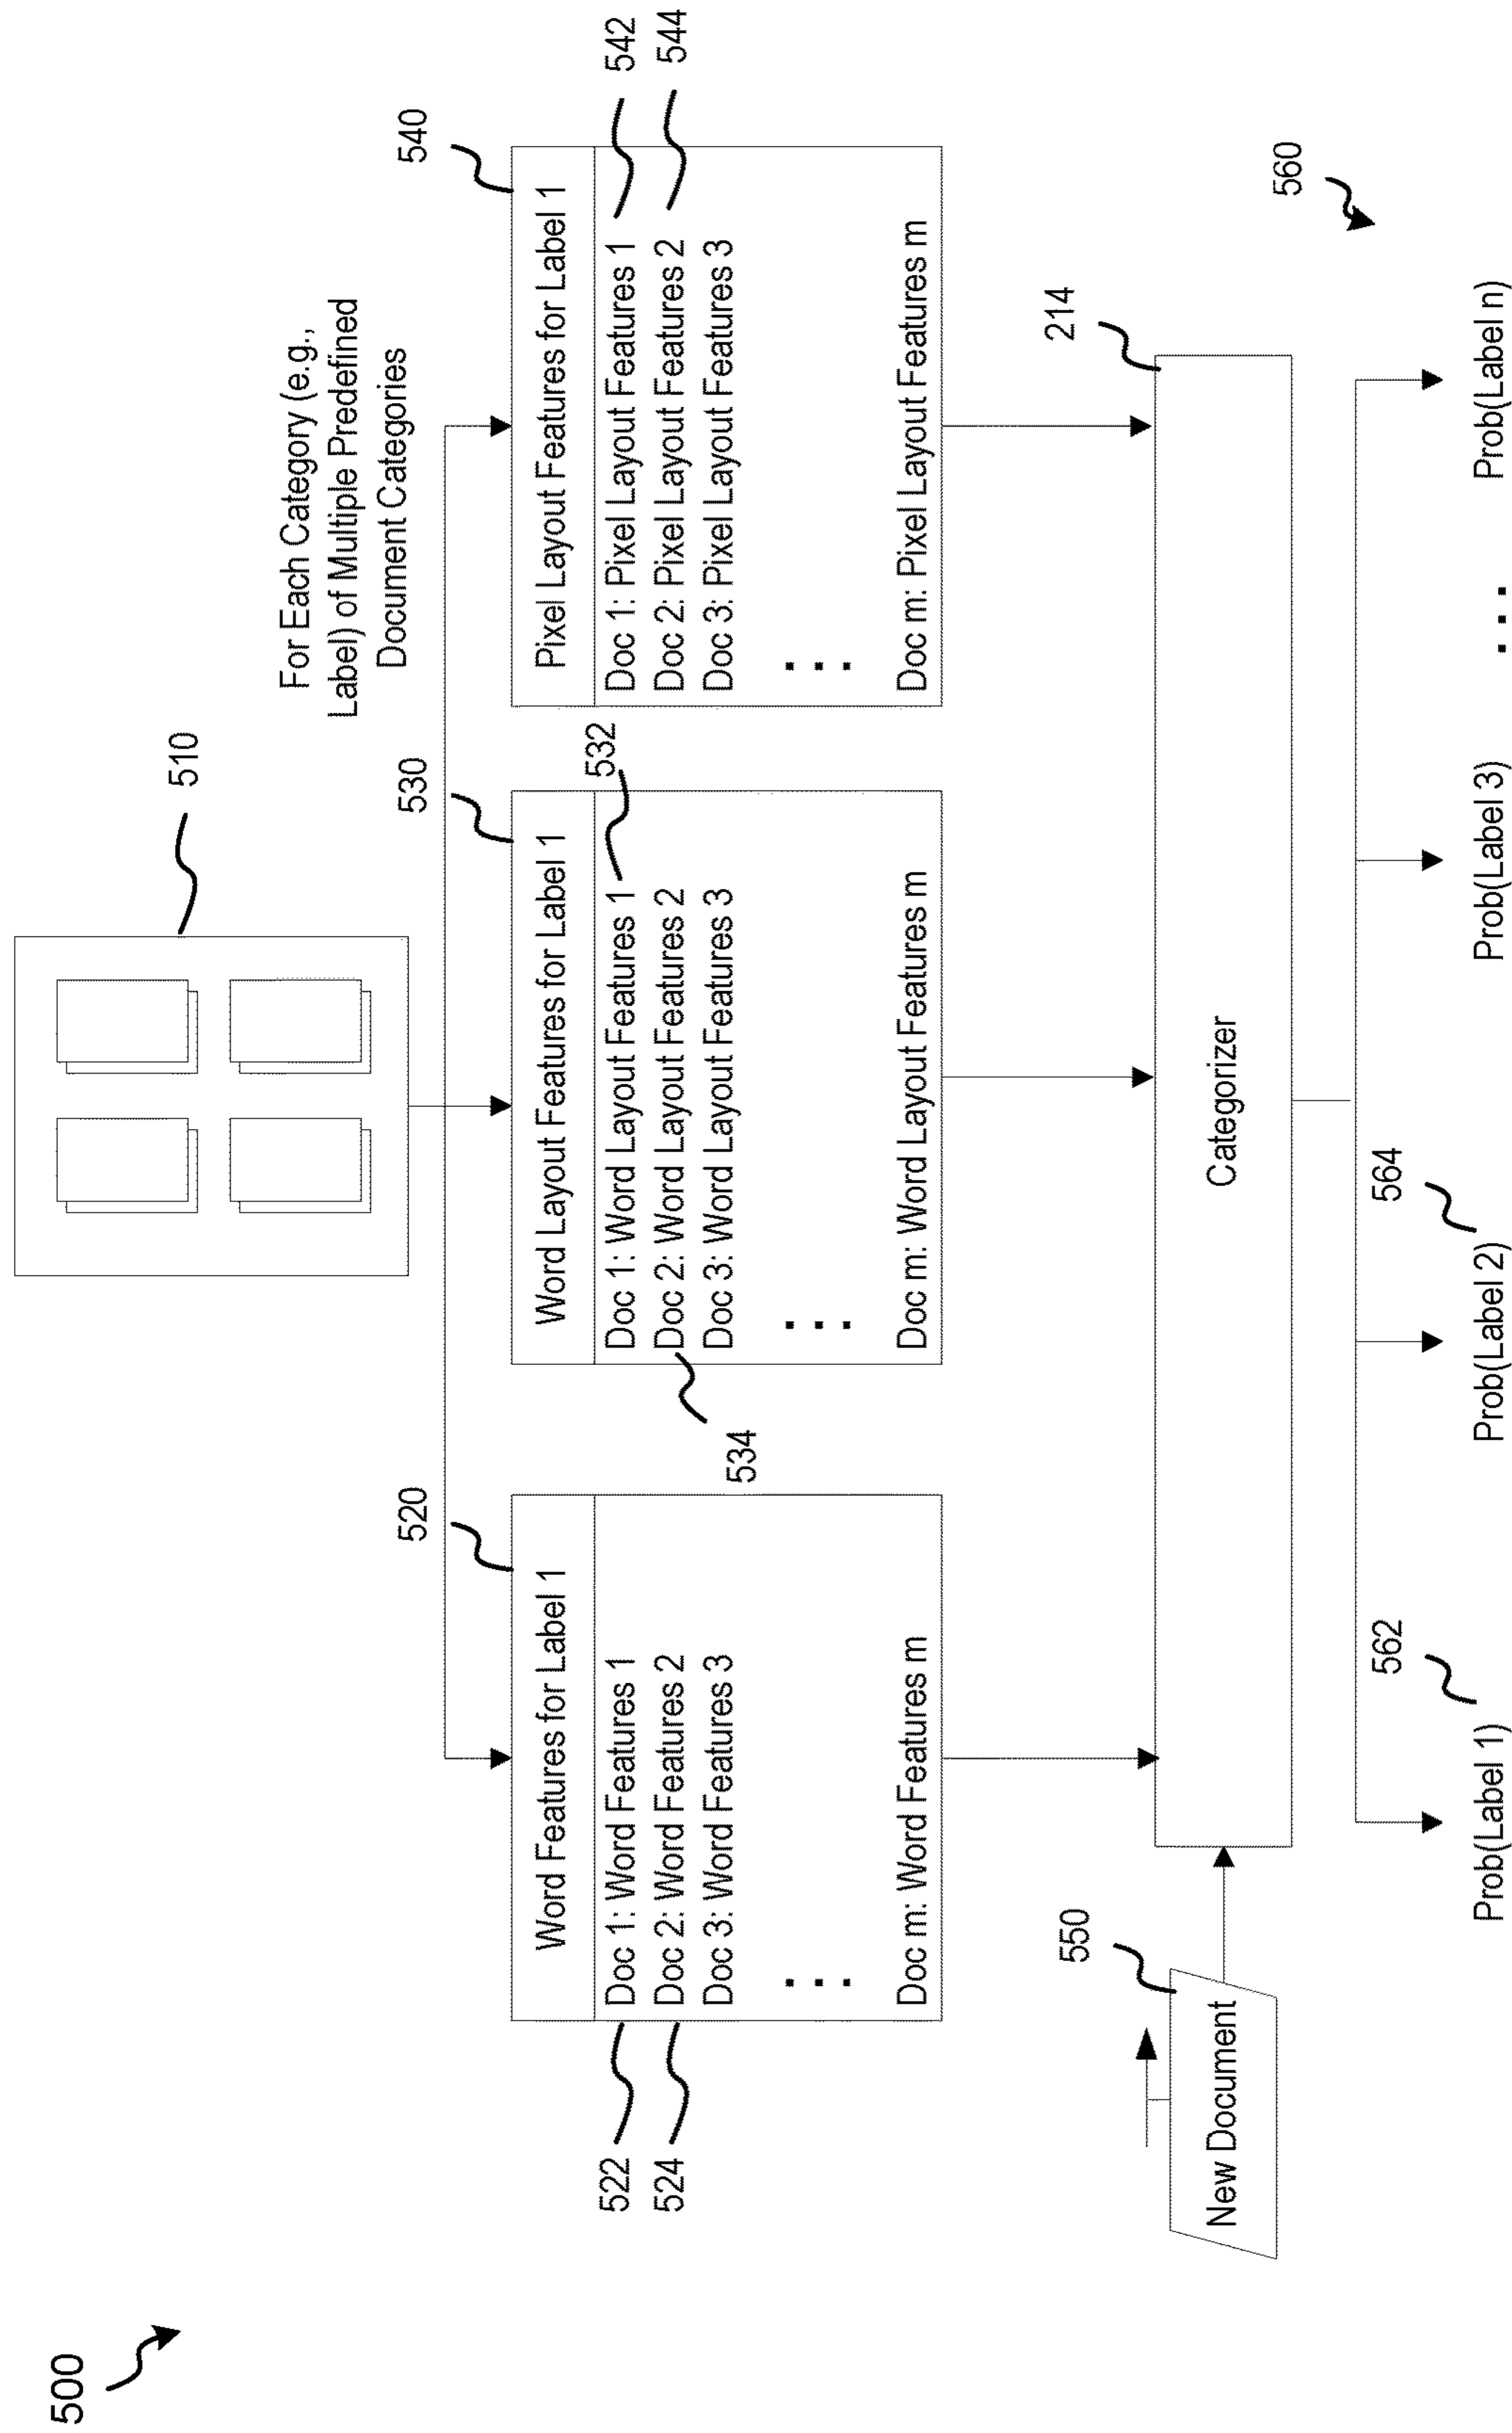 500
510
For Each Category (e.g.,
Label) of Multiple Predefined
Document Categories
520
530
540
Word Features for Label 1
522
Doc 1: Word Features 1
524
Doc 2: Word Features 2
Doc 3: Word Features 3
...
Doc m: Word Features m
Word Layout Features for Label 1
532
Doc 1: Word Layout Features 1
Doc 2: Word Layout Features 2
534
Doc 3: Word Layout Features 3
...
Doc m: Word Layout Features m
Pixel Layout Features for Label 1
542
Doc 1: Pixel Layout Features 1
544
Doc 2: Pixel Layout Features 2
Doc 3: Pixel Layout Features 3
...
Doc m: Pixel Layout Features m
550
New Document
214
Categorizer
560
562
564
Prob(Label 1)
Prob(Label 2)
Prob(Label 3)
...
Prob(Label n)